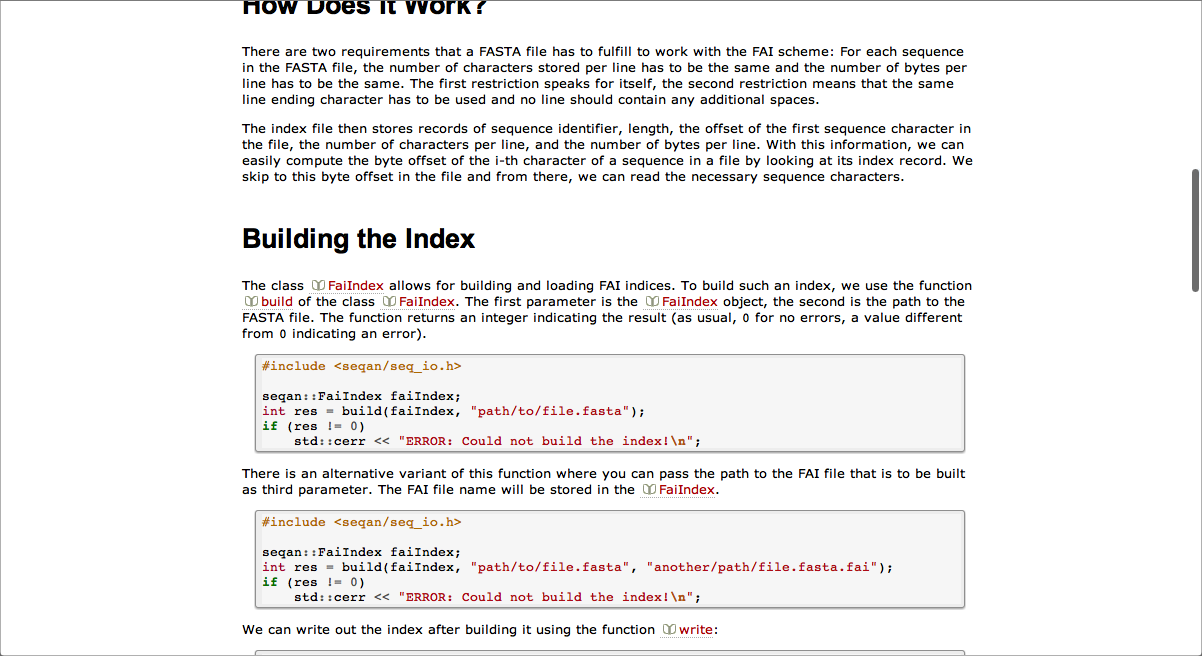 How Does It Work?
There are two requirements that a FASTA file has to fulfill to work with the FAI scheme: For each sequence
in the FASTA file, the number of characters stored per line has to be the same and the number of bytes per
line has to be the same. The first restriction speaks for itself, the second restriction means that the same
line ending character has to be used and no line should contain any additional spaces.
The index file then stores records of sequence identifier, length, the offset of the first sequence character in
the file, the number of characters per line, and the number of bytes per line. With this information, we can
easily compute the byte offset of the i-th character of a sequence in a file by looking at its index record. We
skip to this byte offset in the file and from there, we can read the necessary sequence characters.
Building the Index
The class FaiIndex allows for building and loading FAI indices. To build such an index, we use the function
build of the class FaiIndex. The first parameter is the FaiIndex object, the second is the path to the
FASTA file. The function returns an integer indicating the result (as usual, 0 for no errors, a value different
from 0 indicating an error).
#include <seqan/seq_io.h>
seqan::FaiIndex faiIndex;
int res = build(faiIndex, "path/to/file.fasta");
if (res != 0)
    std::cerr << "ERROR: Could not build the index!\n";
There is an alternative variant of this function where you can pass the path to the FAI file that is to be built
as third parameter. The FAI file name will be stored in the FaiIndex.
#include <seqan/seq_io.h>
seqan::FaiIndex faiIndex;
int res = build(faiIndex, "path/to/file.fasta", "another/path/file.fasta.fai");
if (res != 0)
    std::cerr << "ERROR: Could not build the index!\n";
We can write out the index after building it using the function write: